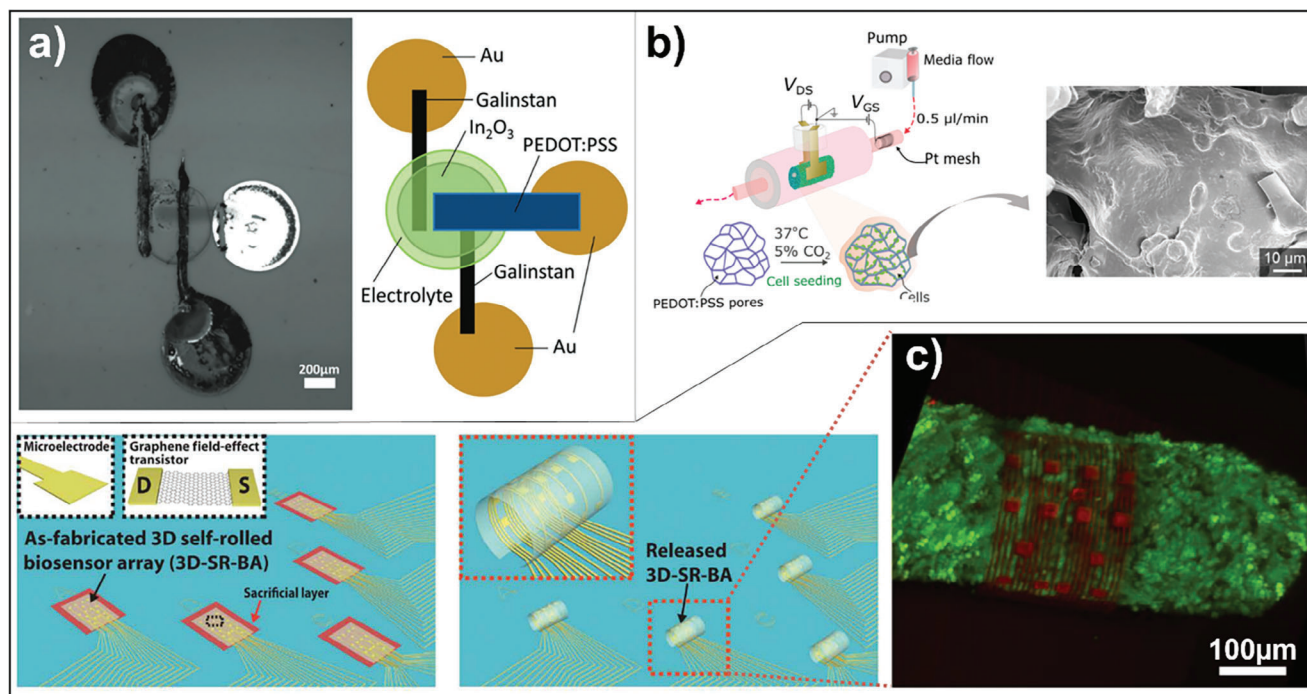 a)
Au
Galinstan
In₂O₃
PEDOT:PSS
Electrolyte
Galinstan
Au
200µm
b)
Pump
Media flow
V_DS
V_GS
0.5 µl/min
Pt mesh
37°C
5% CO₂
Cell seeding
PEDOT:PSS pores
Cells
10 µm
Microelectrode
Graphene field-effect
transistor
D
S
As-fabricated 3D self-rolled
biosensor array (3D-SR-BA)
Sacrificial layer
Released
3D-SR-BA
c)
100µm